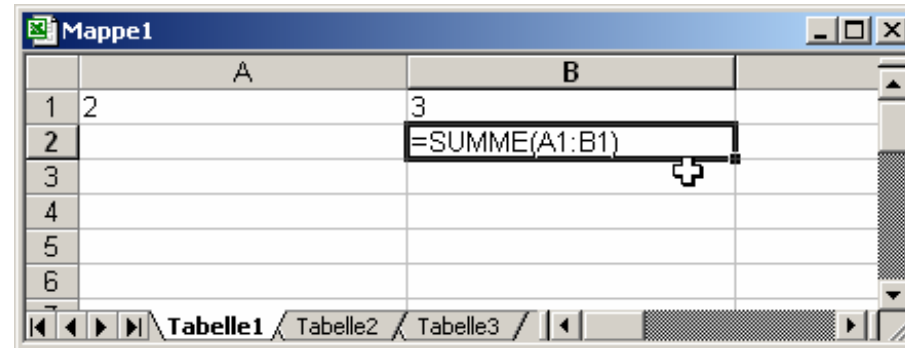 Mappe1
A B
1 2 3
2 =SUMME(A1:B1)
3
4
5
6
Tabelle1 Tabelle2 Tabelle3